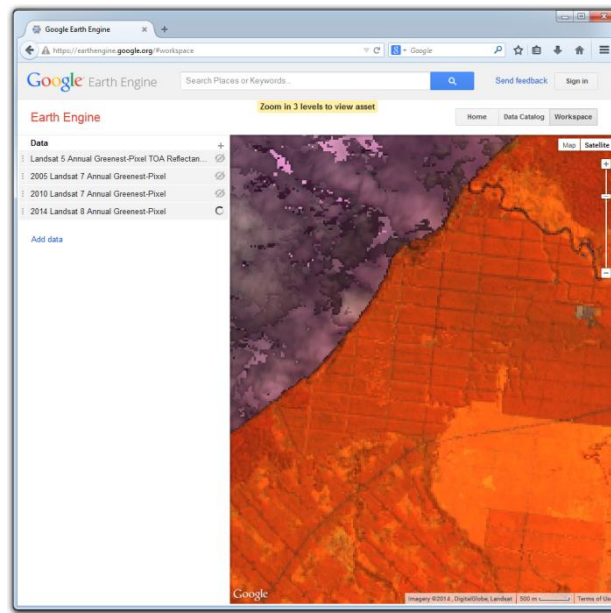 Google Earth Engine
https://earthengine.google.org/#workspace
Google
Google Earth Engine
Search Places or Keywords...
Send feedback
Sign in
Zoom in 3 levels to view asset
Earth Engine
Home
Data Catalog
Workspace
Data
Landsat 5 Annual Greenest-Pixel TOA Reflectan...
2005 Landsat 7 Annual Greenest-Pixel
2010 Landsat 7 Annual Greenest-Pixel
2014 Landsat 8 Annual Greenest-Pixel
Add data
Map
Satellite
Google
Imagery ©2014 , DigitalGlobe, Landsat
500 m
Terms of Us